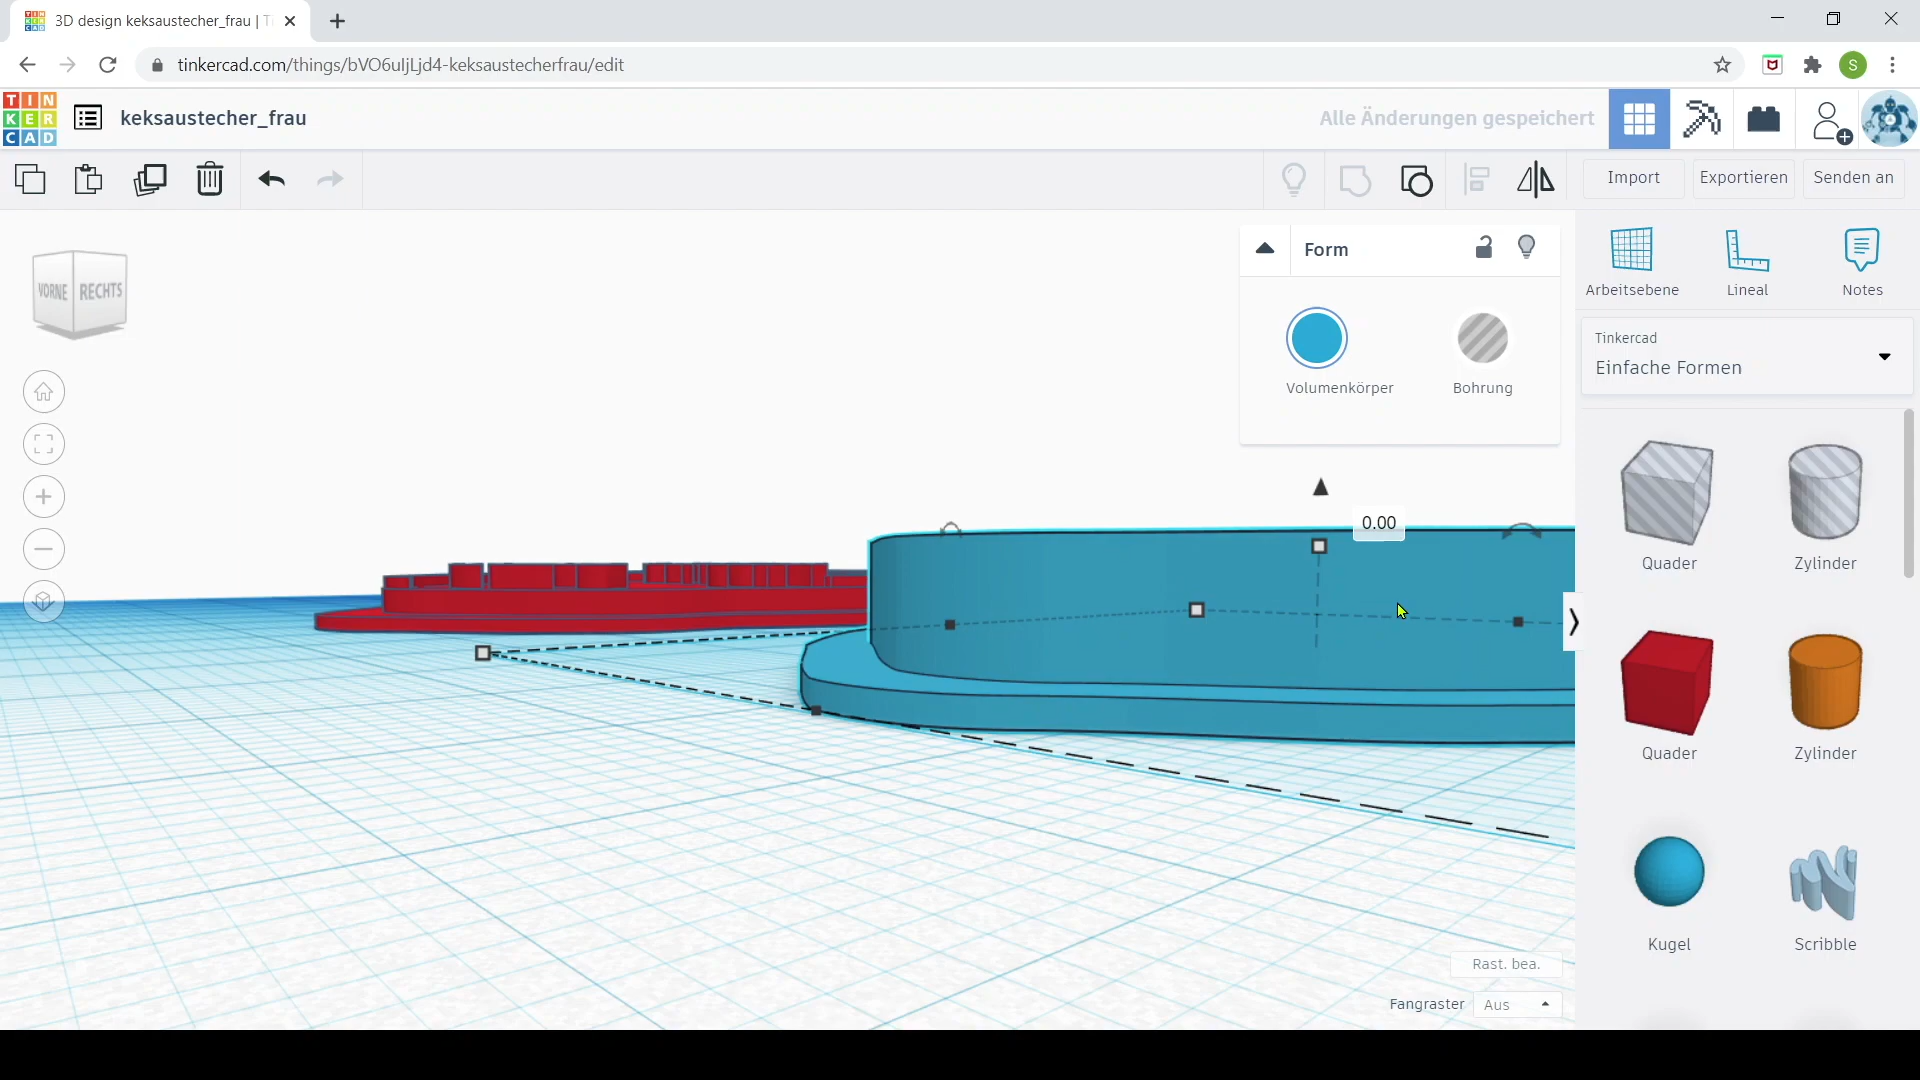 3D design keksaustecher_frau | Ti
tinkercad.com/things/bVO6uljLjd4-keksaustecherfrau/edit
S
TIN
KER
CAD
keksaustecher_frau
Alle Änderungen gespeichert
Import
Exportieren
Senden an
VORNE
RECHTS
Form
Volumenkörper
Bohrung
Arbeitsebene
Lineal
Notes
Tinkercad
Einfache Formen
0.00
Quader
Zylinder
Quader
Zylinder
Kugel
Scribble
Rast. bea.
Fangraster
Aus